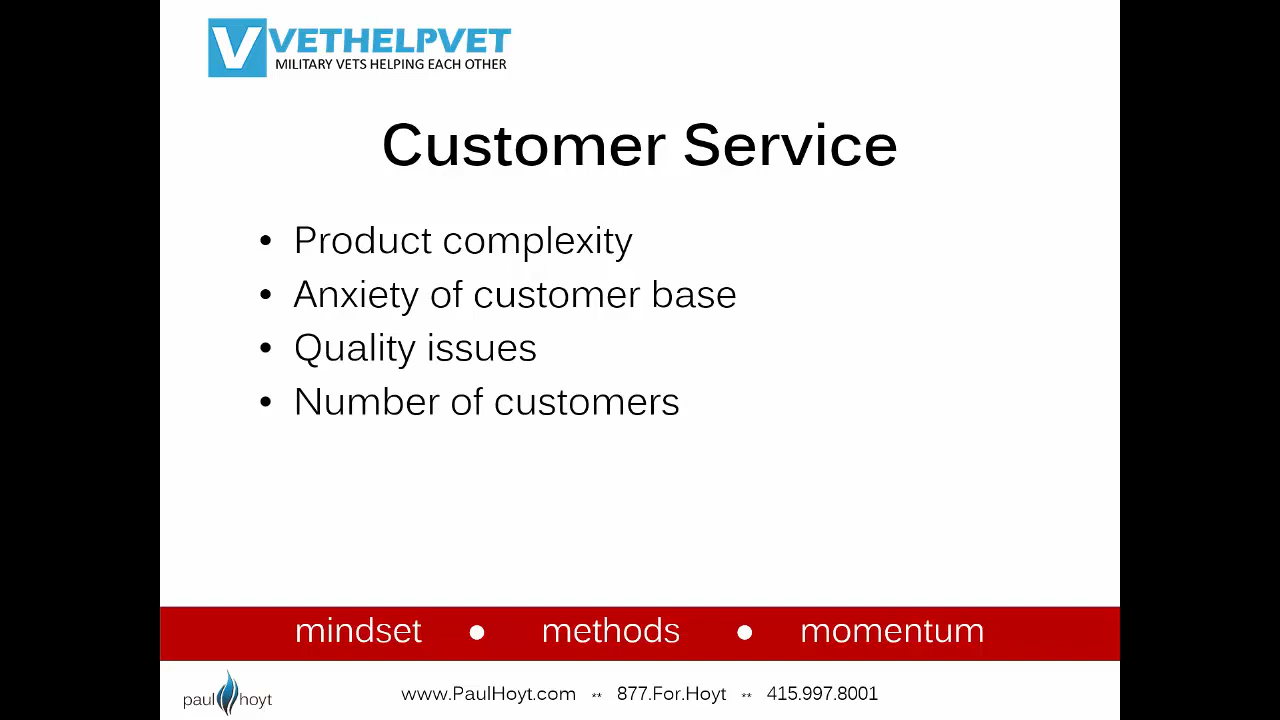 V VETHELPVET
MILITARY VETS HELPING EACH OTHER
Customer Service
• Product complexity
• Anxiety of customer base
• Quality issues
• Number of customers
mindset ● methods ● momentum
paul hoyt www.PaulHoyt.com ** 877.For.Hoyt ** 415.997.8001